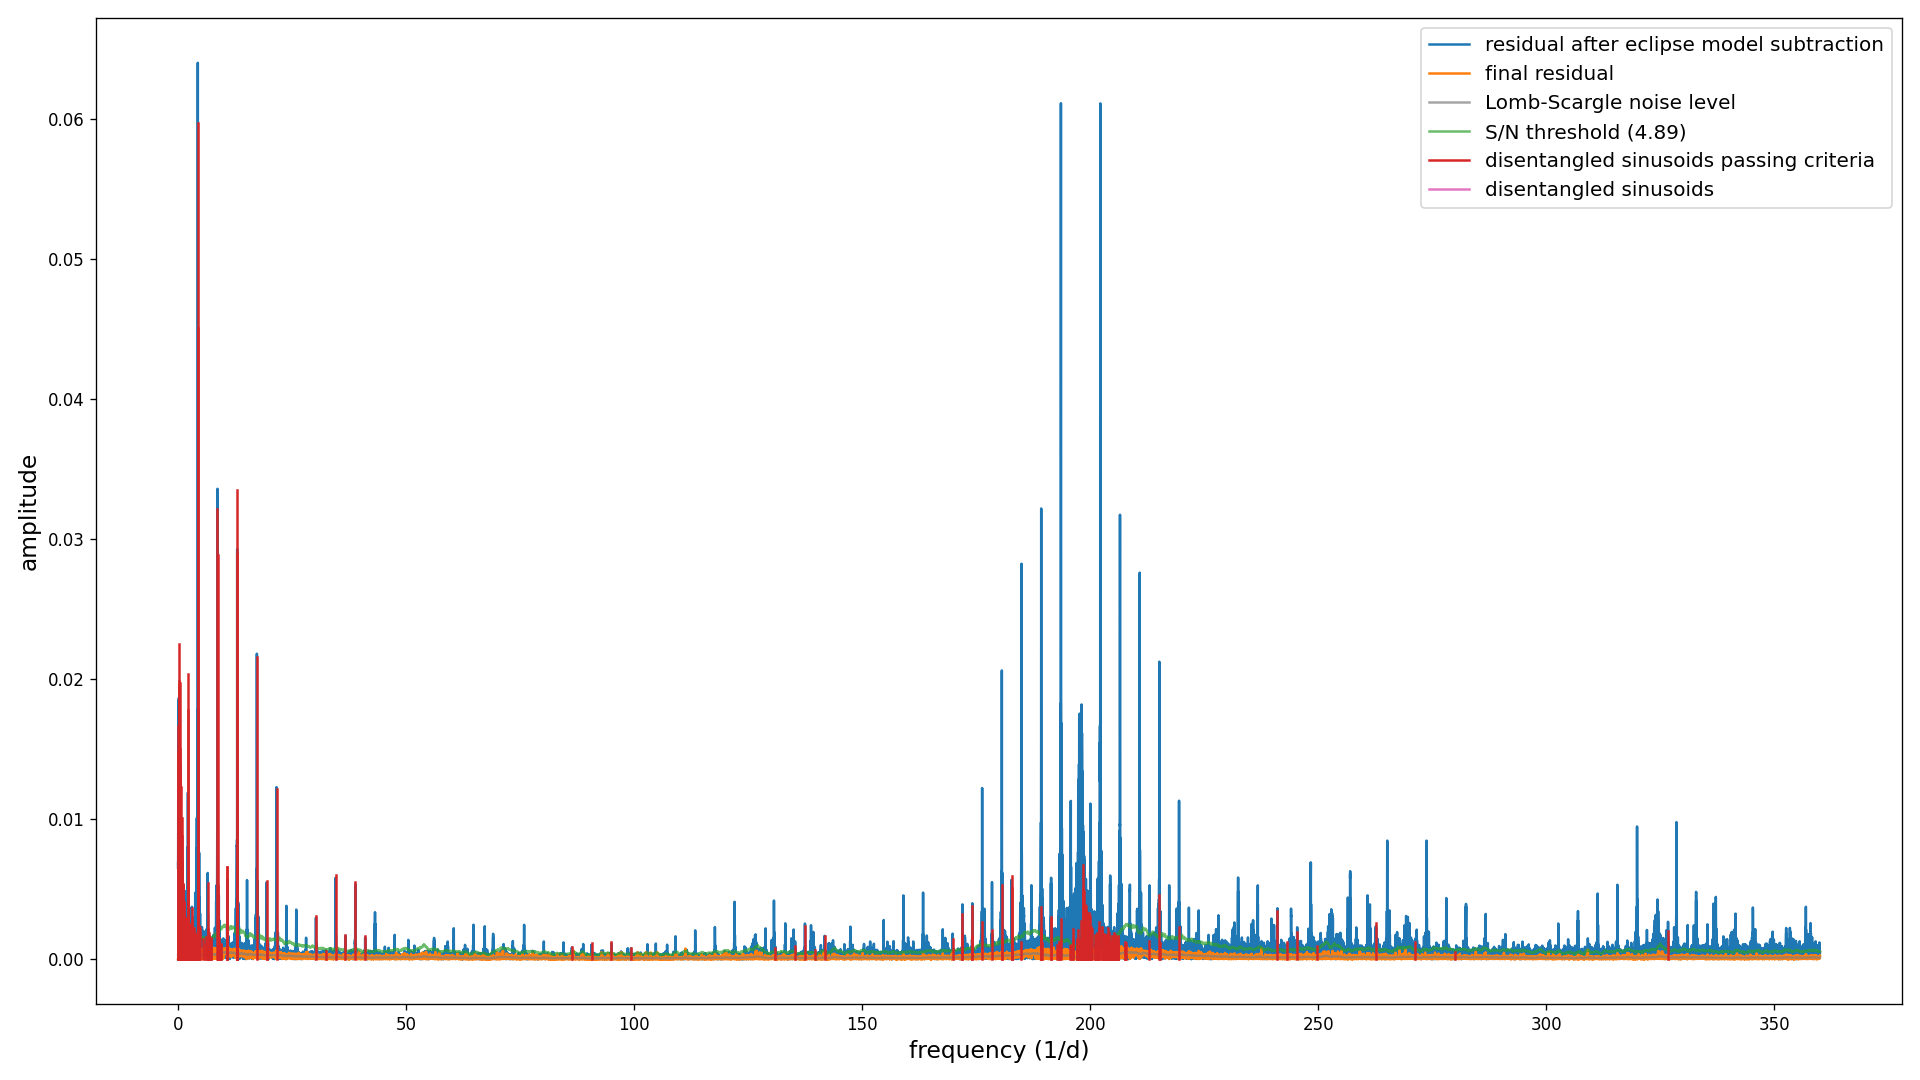 residual after eclipse model subtraction
final residual
Lomb-Scargle noise level
S/N threshold (4.89)
disentangled sinusoids passing criteria
disentangled sinusoids
amplitude
0.06
0.05
0.04
0.03
0.02
0.01
0.00
0 50 100 150 200 250 300 350
frequency (1/d)